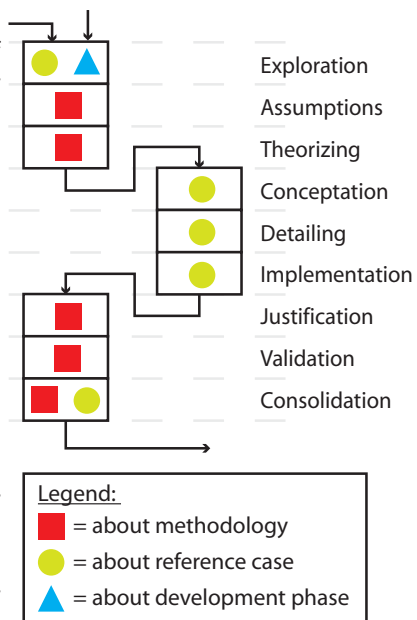 Exploration
Assumptions
Theorizing
Conceptation
Detailing
Implementation
Justification
Validation
Consolidation
Legend:
= about methodology
= about reference case
= about development phase